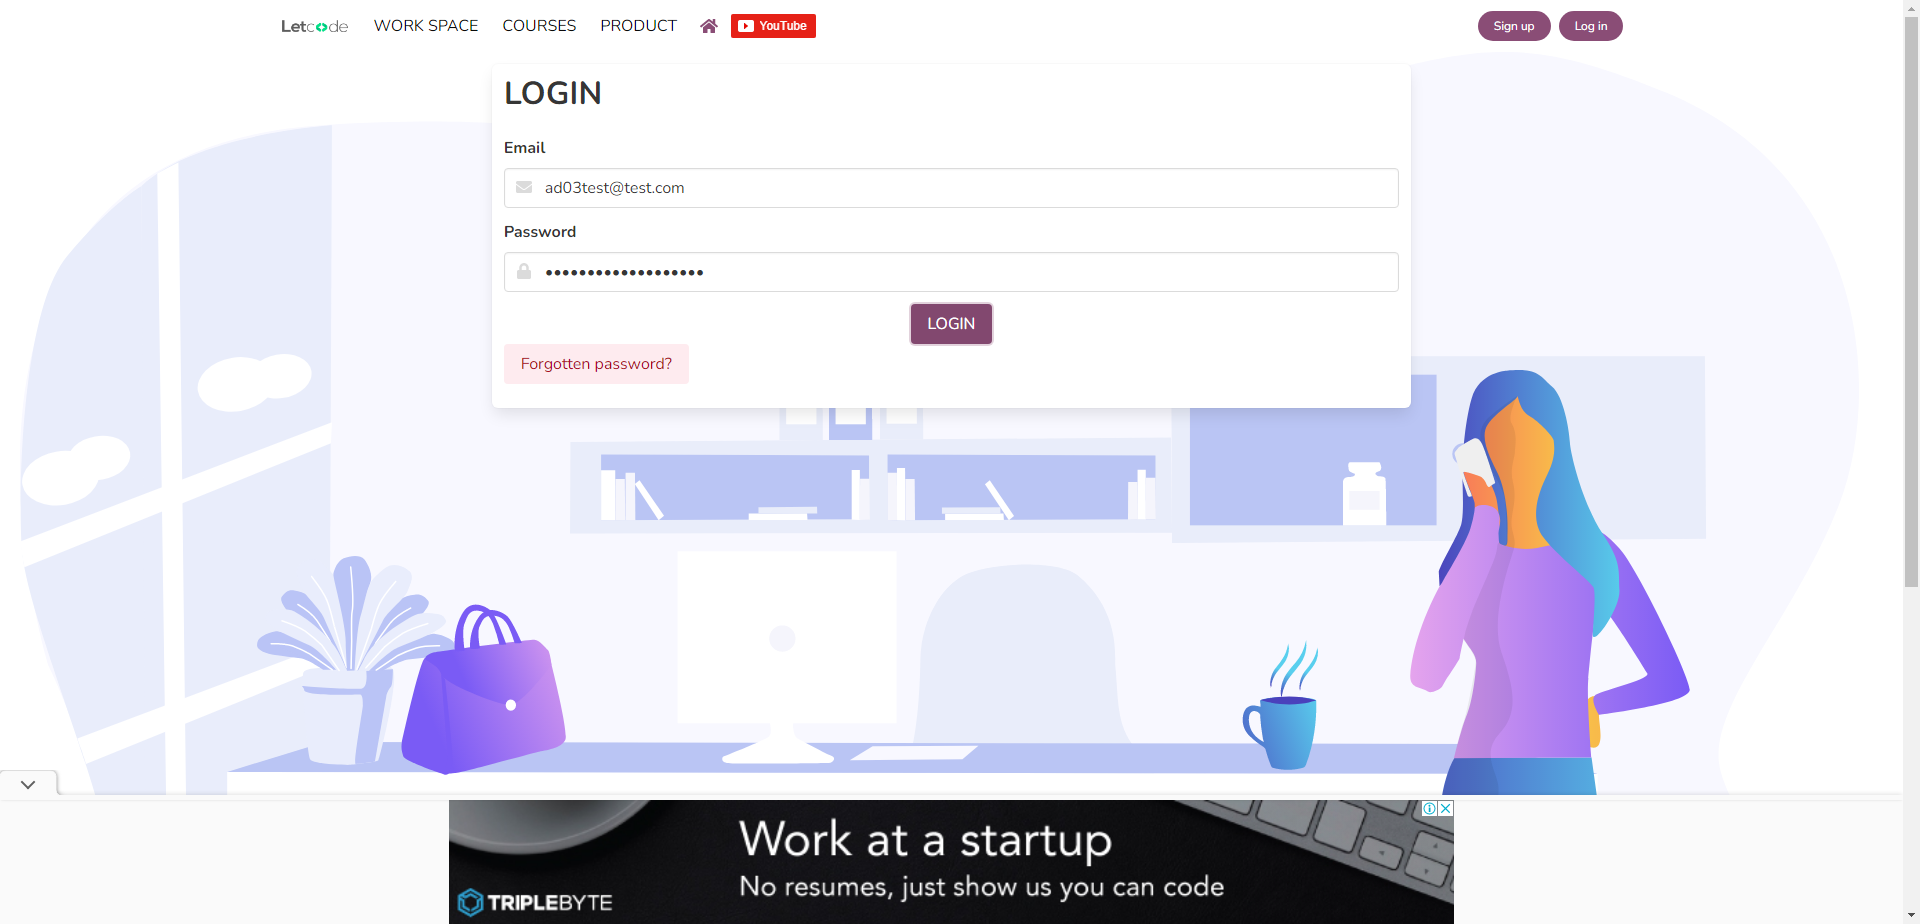 Letcode WORK SPACE COURSES PRODUCT YouTube Sign up Log in
LOGIN
Email
ad03test@test.com
Password
•••••••••••••••••••
LOGIN
Forgotten password?
Work at a startup
No resumes, just show us you can code
TRIPLEBYTE